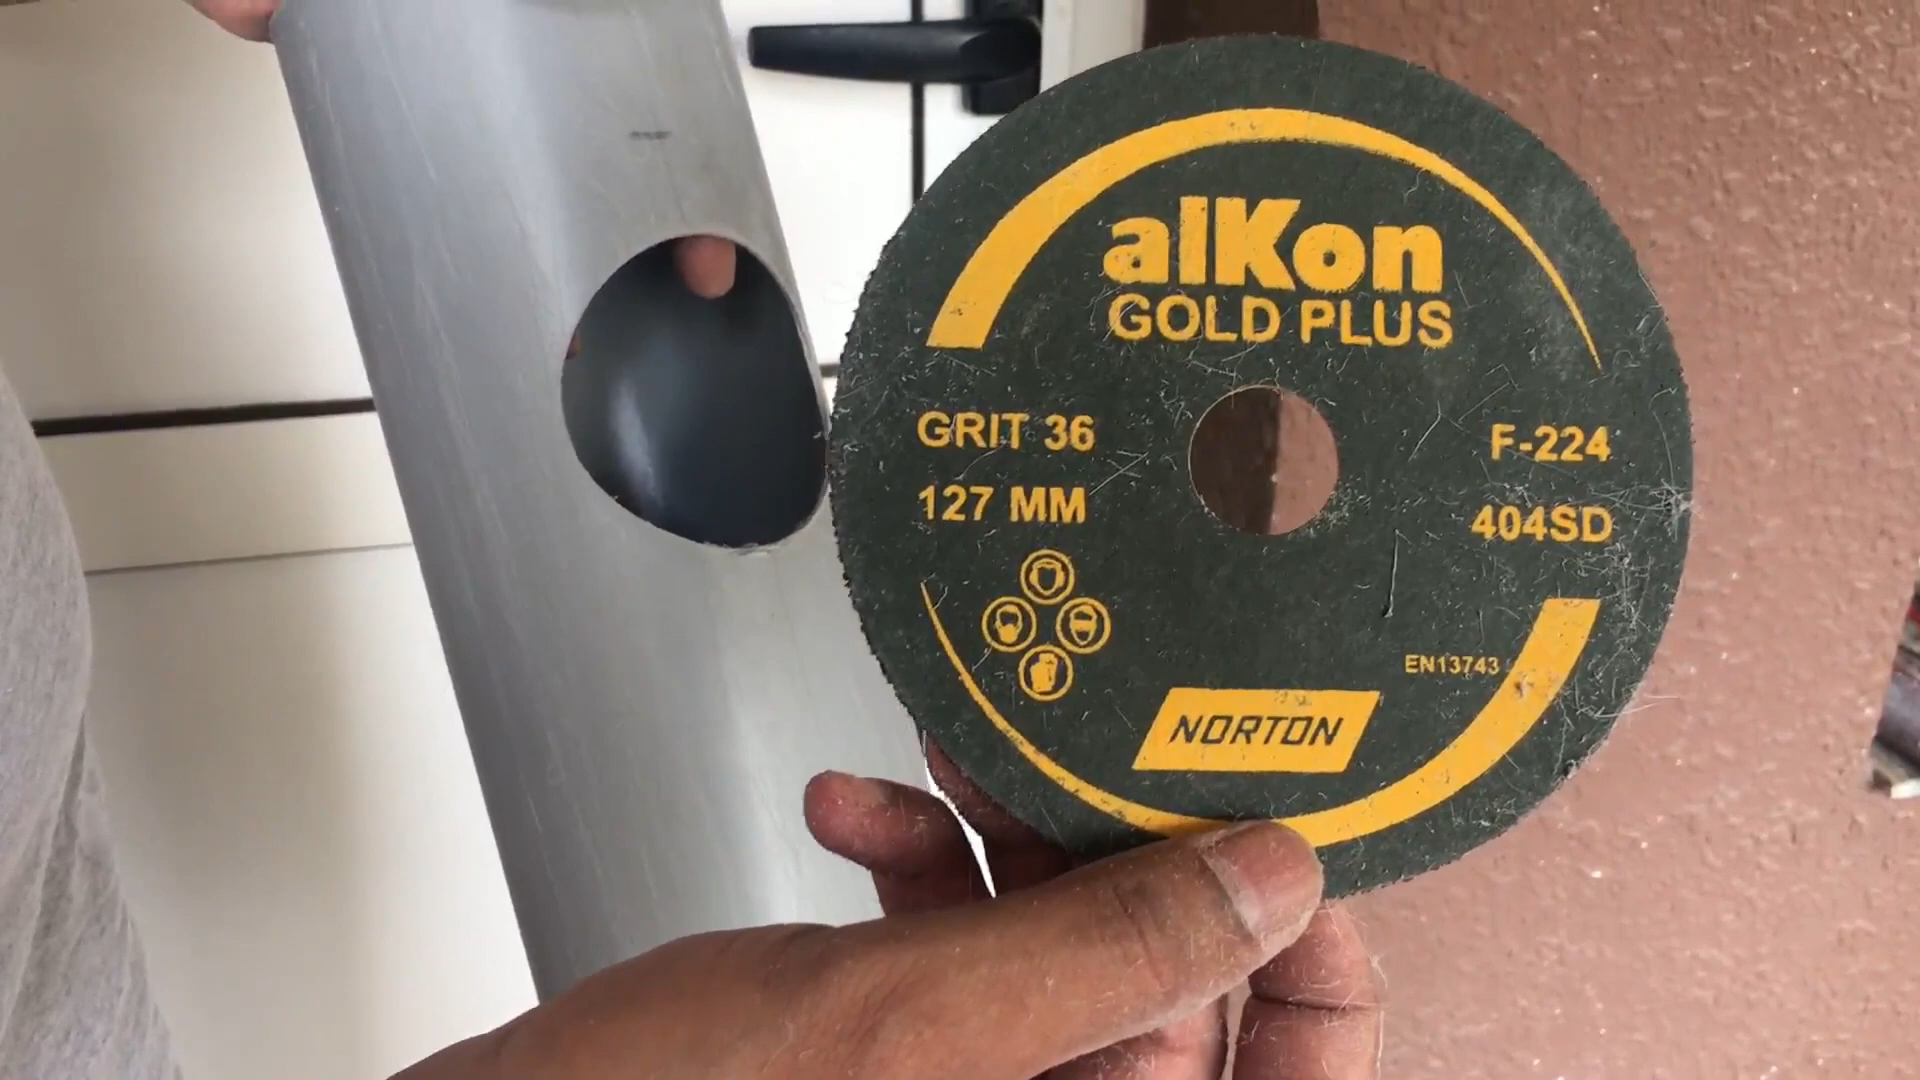 alKon
GOLD PLUS
GRIT 36
F-224
127 MM
404SD
EN13743
NORTON